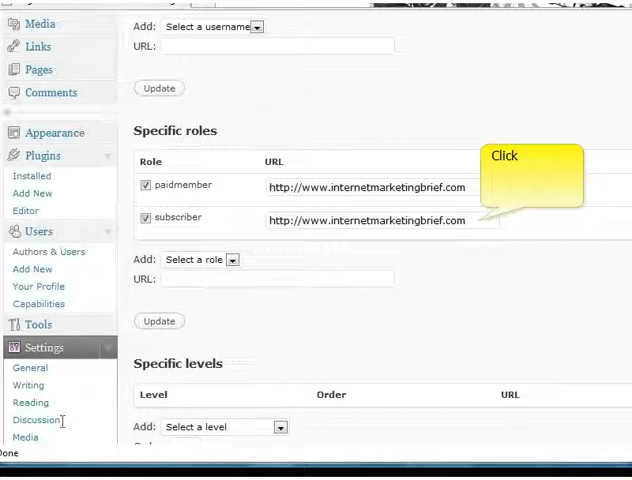 Media
Links
Pages
Comments
Appearance
Plugins
Installed
Add New
Editor
Users
Authors & Users
Add New
Your Profile
Capabilities
Tools
Settings
General
Writing
Reading
Discussion
Media
Done
Add: Select a username
URL:
Update
Specific roles
Role URL
paidmember http://www.internetmarketingbrief.com
subscriber http://www.internetmarketingbrief.com
Click
Add: Select a role
URL:
Update
Specific levels
Level Order URL
Add: Select a level